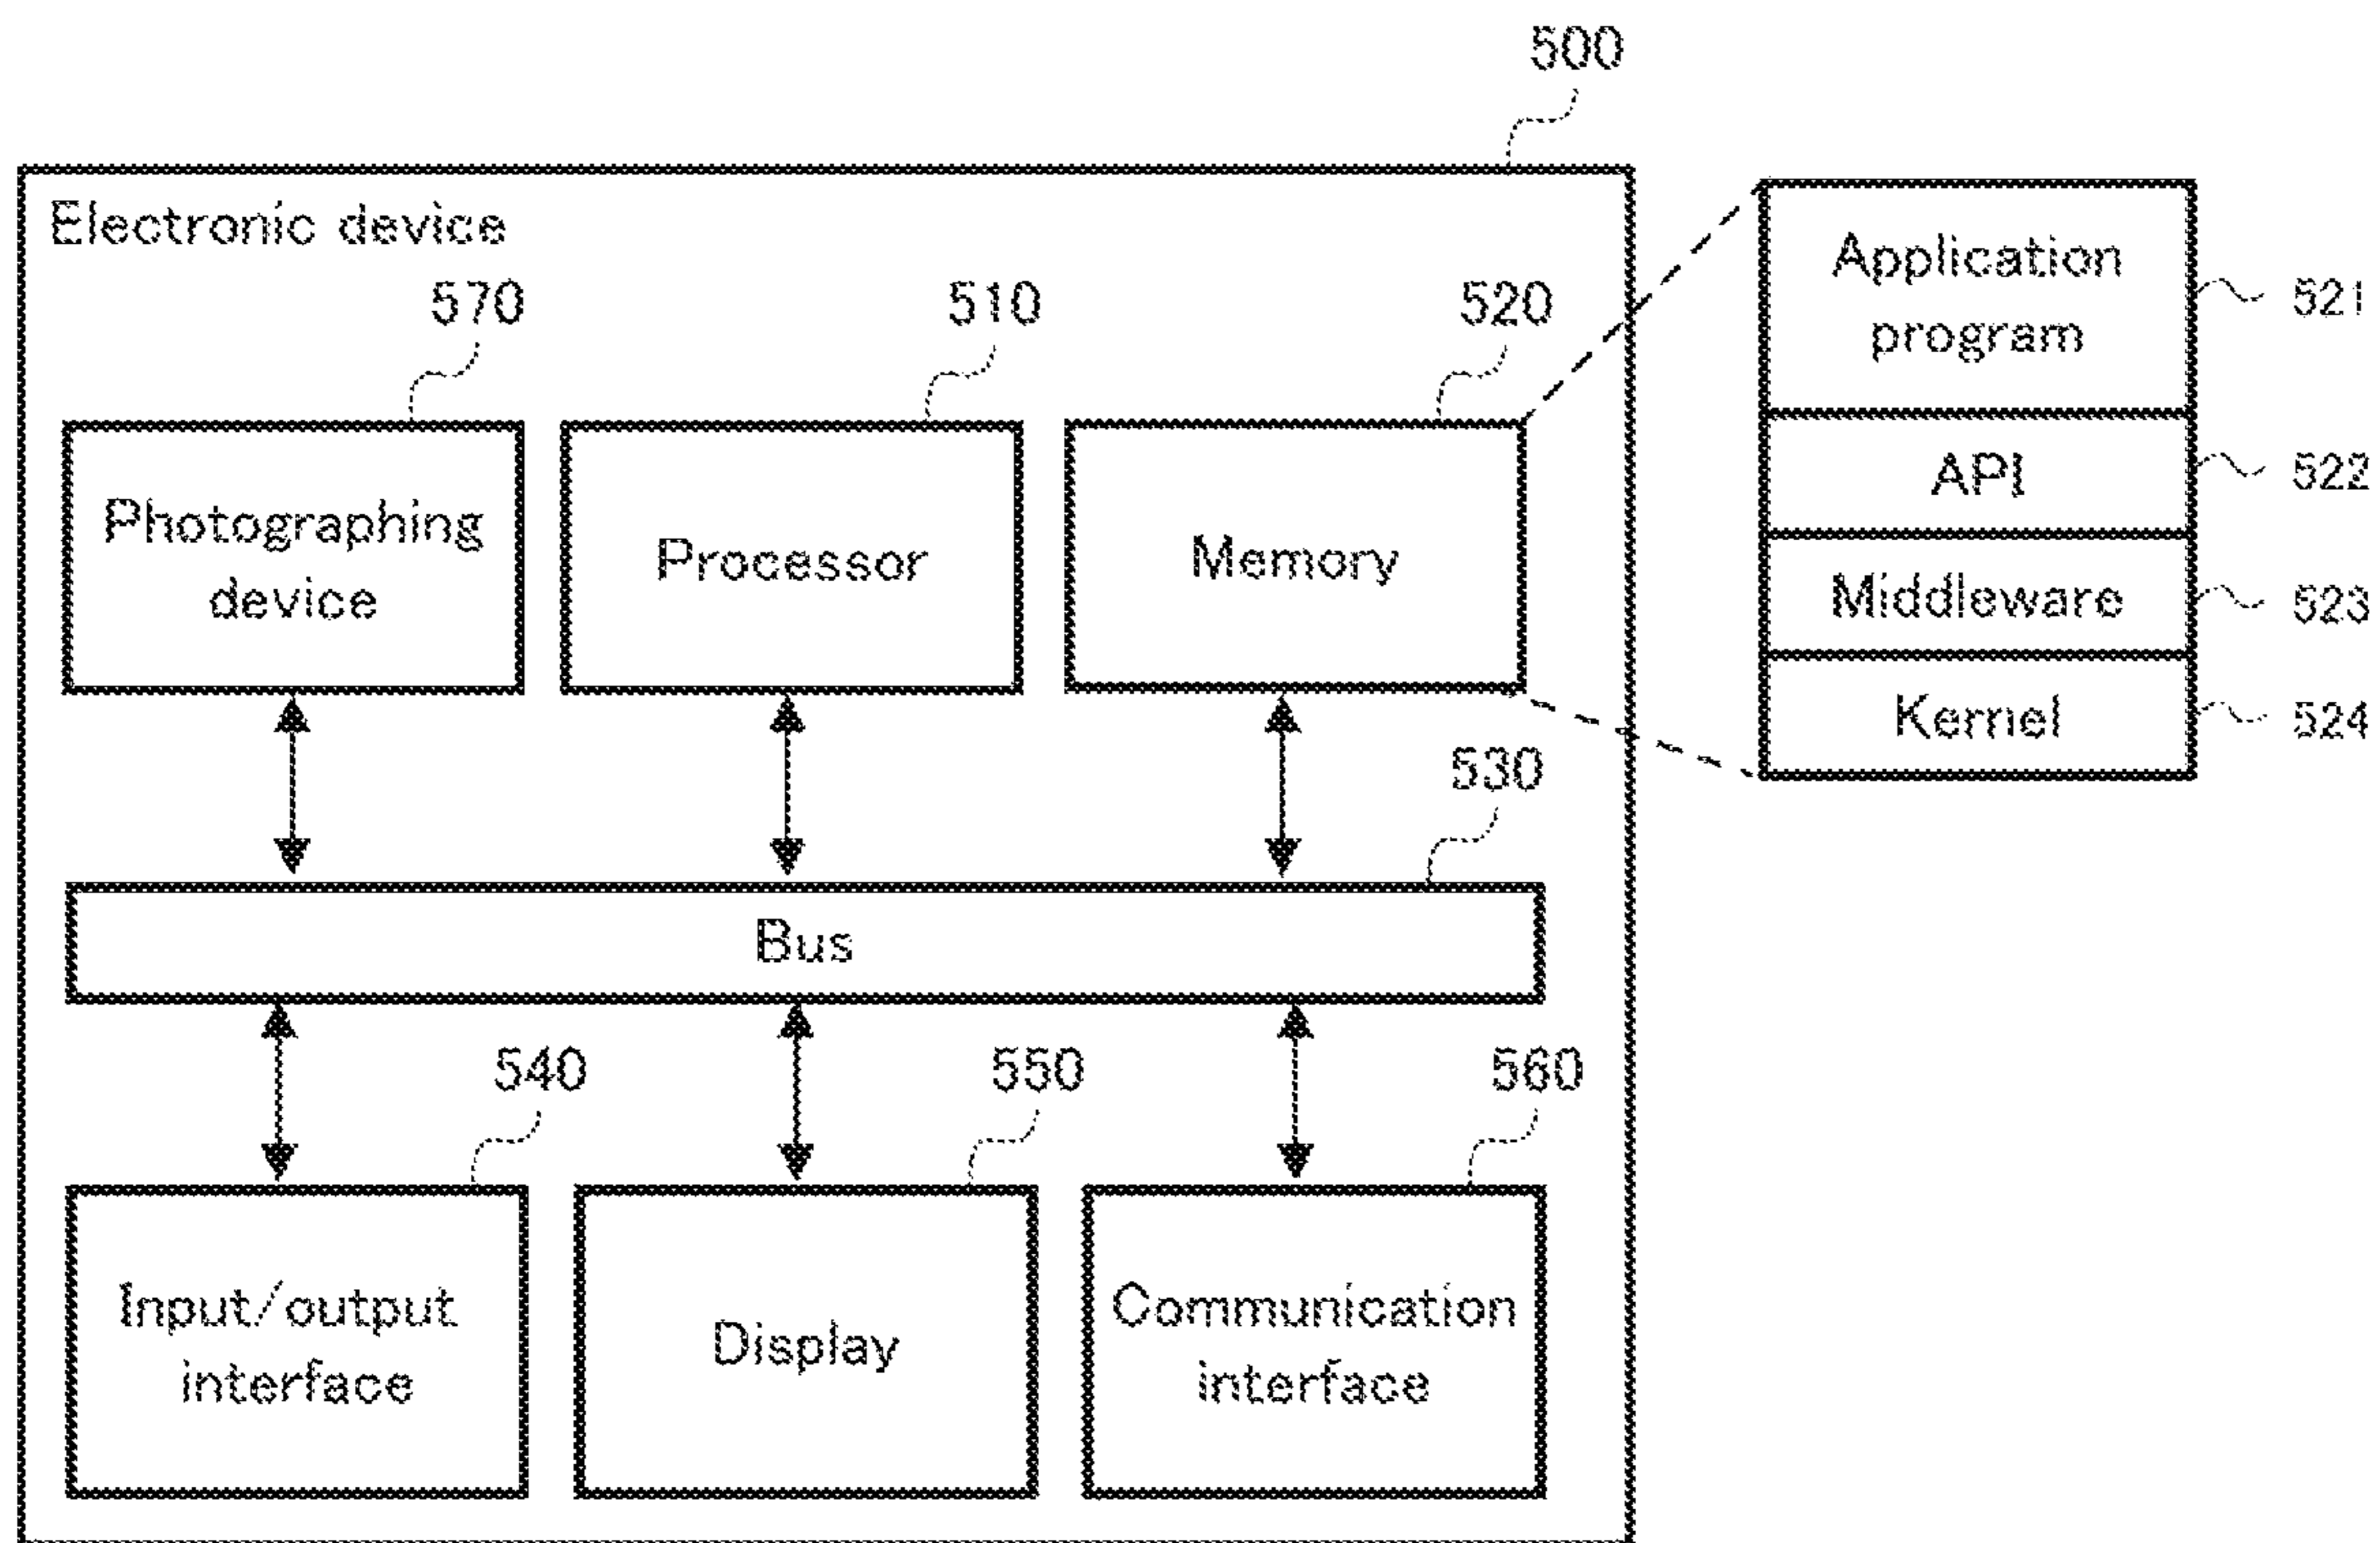 500
Electronic device
570
510
520
Photographing
device
Processor
Memory
Application
program
521
API
522
Middleware
523
Kernel
524
530
Bus
540
550
560
Input/output
interface
Display
Communication
interface